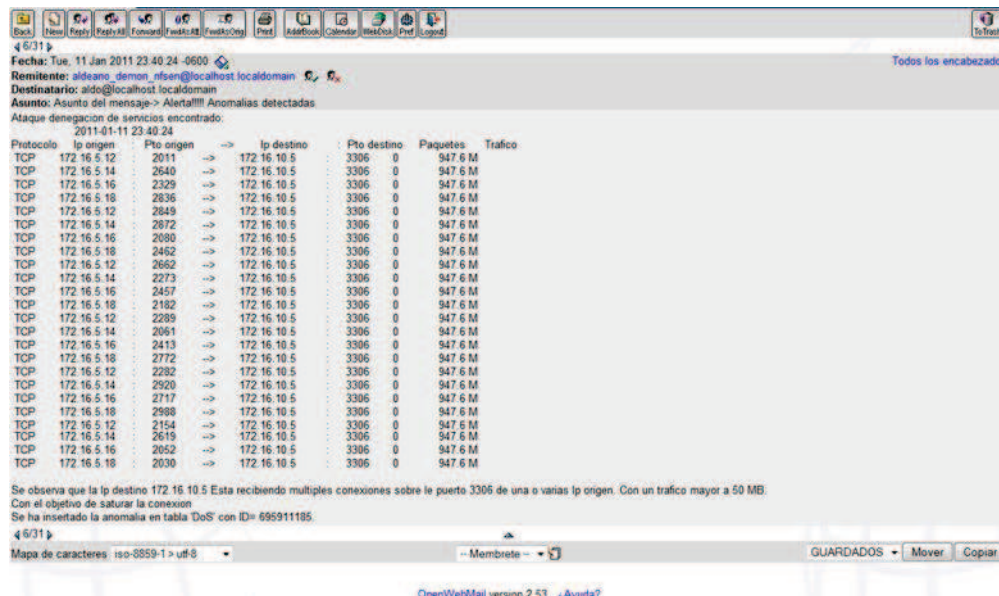 Back New Reply ReplyAll Forward FwdAsAtt FwdAsOrig Print AddrBook Calendar WebDisk Pref Logout ToTrash
6/31
Fecha: Tue, 11 Jan 2011 23:40:24 -0600 Todos los encabezado
Remitente: aldeano_demon_nfsen@localhost.localdomain
Destinatario: aldo@localhost.localdomain
Asunto: Asunto del mensaje-> Alerta!!!!! Anomalias detectadas
Ataque denegacion de servicios encontrado:
2011-01-11 23:40:24
Protocolo Ip origen Pto origen --> Ip destino : Pto destino Paquetes Trafico
TCP 172.16.5.12 : 2011 --> 172.16.10.5 : 3306 0 947.6 M
TCP 172.16.5.14 : 2640 --> 172.16.10.5 : 3306 0 947.6 M
TCP 172.16.5.16 : 2329 --> 172.16.10.5 : 3306 0 947.6 M
TCP 172.16.5.18 : 2836 --> 172.16.10.5 : 3306 0 947.6 M
TCP 172.16.5.12 : 2849 --> 172.16.10.5 : 3306 0 947.6 M
TCP 172.16.5.14 : 2872 --> 172.16.10.5 : 3306 0 947.6 M
TCP 172.16.5.16 : 2080 --> 172.16.10.5 : 3306 0 947.6 M
TCP 172.16.5.18 : 2462 --> 172.16.10.5 : 3306 0 947.6 M
TCP 172.16.5.12 : 2662 --> 172.16.10.5 : 3306 0 947.6 M
TCP 172.16.5.14 : 2273 --> 172.16.10.5 : 3306 0 947.6 M
TCP 172.16.5.16 : 2457 --> 172.16.10.5 : 3306 0 947.6 M
TCP 172.16.5.18 : 2182 --> 172.16.10.5 : 3306 0 947.6 M
TCP 172.16.5.12 : 2289 --> 172.16.10.5 : 3306 0 947.6 M
TCP 172.16.5.14 : 2061 --> 172.16.10.5 : 3306 0 947.6 M
TCP 172.16.5.16 : 2413 --> 172.16.10.5 : 3306 0 947.6 M
TCP 172.16.5.18 : 2772 --> 172.16.10.5 : 3306 0 947.6 M
TCP 172.16.5.12 : 2282 --> 172.16.10.5 : 3306 0 947.6 M
TCP 172.16.5.14 : 2920 --> 172.16.10.5 : 3306 0 947.6 M
TCP 172.16.5.16 : 2717 --> 172.16.10.5 : 3306 0 947.6 M
TCP 172.16.5.18 : 2988 --> 172.16.10.5 : 3306 0 947.6 M
TCP 172.16.5.12 : 2154 --> 172.16.10.5 : 3306 0 947.6 M
TCP 172.16.5.14 : 2619 --> 172.16.10.5 : 3306 0 947.6 M
TCP 172.16.5.16 : 2052 --> 172.16.10.5 : 3306 0 947.6 M
TCP 172.16.5.18 : 2030 --> 172.16.10.5 : 3306 0 947.6 M
Se observa que la Ip destino 172.16.10.5 Esta recibiendo multiples conexiones sobre le puerto 3306 de una o varias Ip origen. Con un trafico mayor a 50 MB.
Con el objetivo de saturar la conexion
Se ha insertado la anomalia en tabla 'DoS' con ID= 695911185.
6/31
Mapa de caracteres iso-8859-1 > utf-8 -- Membrete -- GUARDADOS Mover Copiar
OpenWebMail version 2.53 ¿Ayuda?